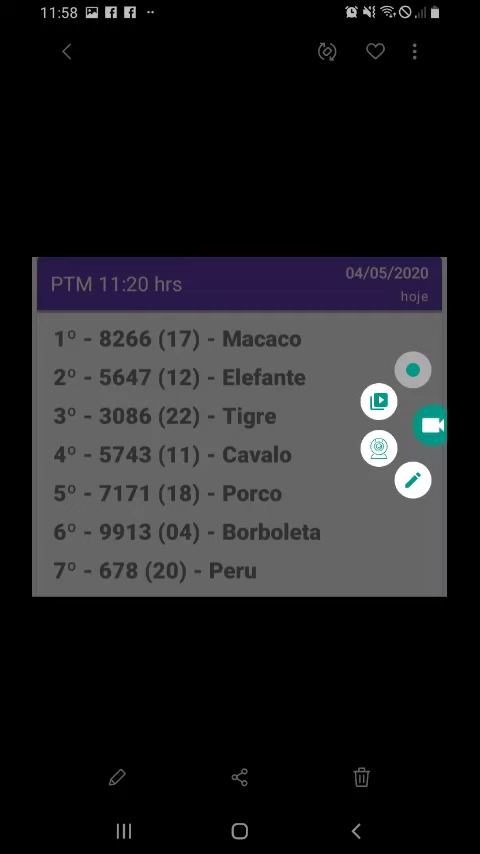 11:58
PTM 11:20 hrs
04/05/2020
hoje
1º - 8266 (17) - Macaco
2º - 5647 (12) - Elefante
3º - 3086 (22) - Tigre
4º - 5743 (11) - Cavalo
5º - 7171 (18) - Porco
6º - 9913 (04) - Borboleta
7º - 678 (20) - Peru